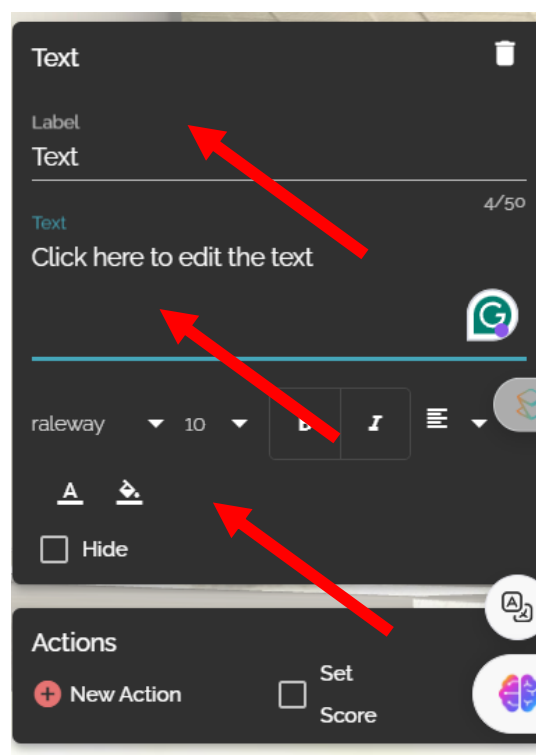 Text
Label
Text
4/50
Text
Click here to edit the text
raleway 10 I
A
Hide
Actions
New Action
Set
Score